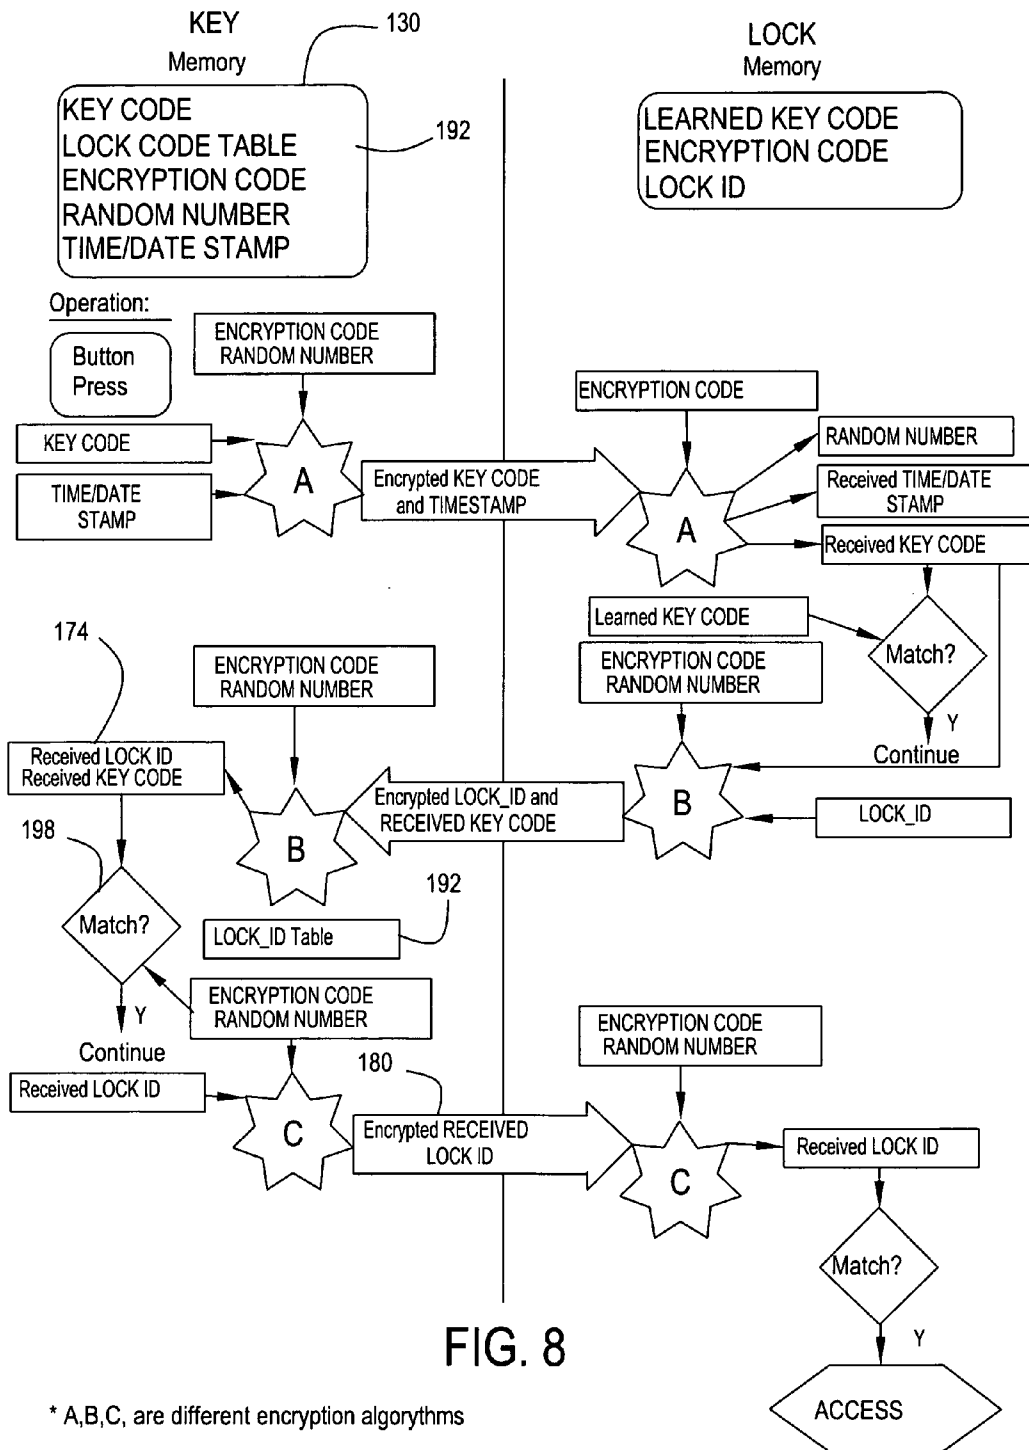 KEY
Memory
130
KEY CODE
LOCK CODE TABLE
ENCRYPTION CODE
RANDOM NUMBER
TIME/DATE STAMP
192
LOCK
Memory
LEARNED KEY CODE
ENCRYPTION CODE
LOCK ID
Operation:
Button
Press
ENCRYPTION CODE
RANDOM NUMBER
KEY CODE
TIME/DATE
STAMP
A
Encrypted KEY CODE
and TIMESTAMP
ENCRYPTION CODE
A
RANDOM NUMBER
Received TIME/DATE
STAMP
Received KEY CODE
Learned KEY CODE
Match?
Y
Continue
ENCRYPTION CODE
RANDOM NUMBER
B
LOCK_ID
Encrypted LOCK_ID and
RECEIVED KEY CODE
174
ENCRYPTION CODE
RANDOM NUMBER
Received LOCK ID
Received KEY CODE
B
198
Match?
192
LOCK_ID Table
Y
Continue
ENCRYPTION CODE
RANDOM NUMBER
Received LOCK ID
C
180
Encrypted RECEIVED
LOCK ID
ENCRYPTION CODE
RANDOM NUMBER
C
Received LOCK ID
Match?
Y
ACCESS
FIG. 8
* A,B,C, are different encryption algorythms